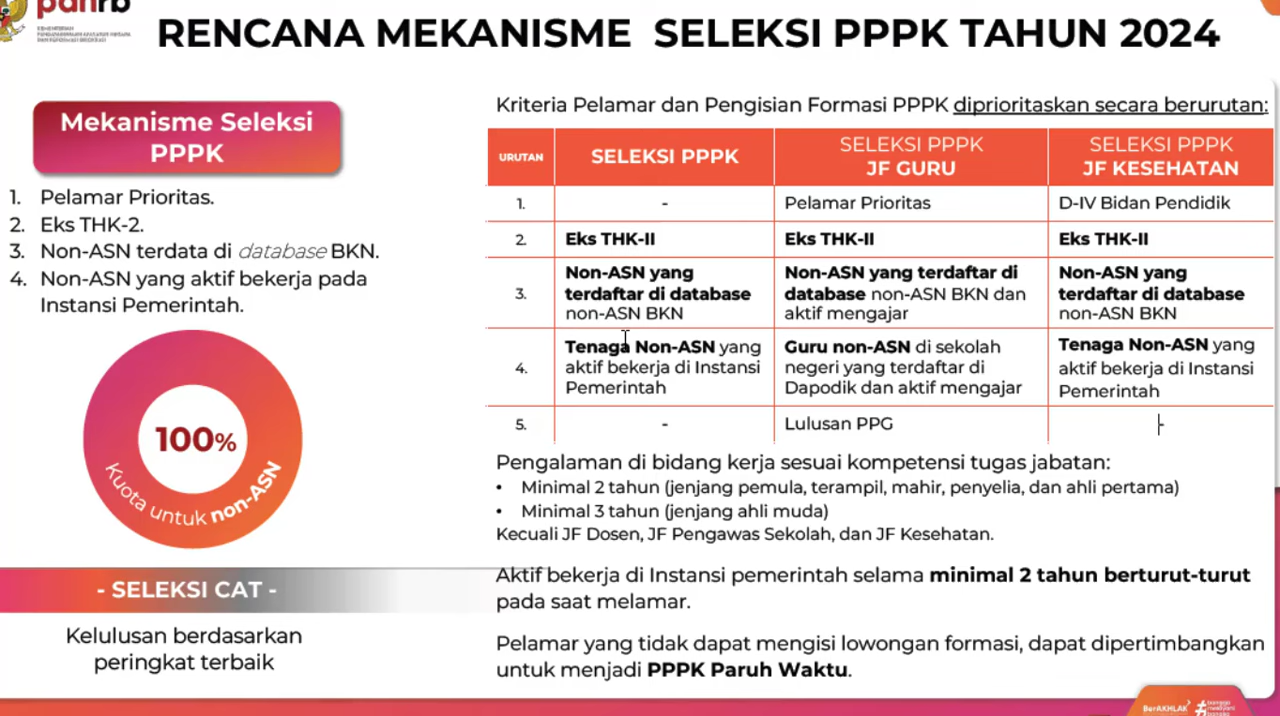 panrb
RENCANA MEKANISME SELEKSI PPPK TAHUN 2024
Mekanisme Seleksi
PPPK
1. Pelamar Prioritas.
2. Eks THK-2.
3. Non-ASN terdata di database BKN.
4. Non-ASN yang aktif bekerja pada
Instansi Pemerintah.
100%
Kuota untuk non-ASN
- SELEKSI CAT -
Kelulusan berdasarkan
peringkat terbaik
Kriteria Pelamar dan Pengisian Formasi PPPK diprioritaskan secara berurutan:
URUTAN
SELEKSI PPPK
SELEKSI PPPK
JF GURU
SELEKSI PPPK
JF KESEHATAN
1.
-
Pelamar Prioritas
D-IV Bidan Pendidik
2.
Eks THK-II
Eks THK-II
Eks THK-II
3.
Non-ASN yang
terdaftar di database
non-ASN BKN
Non-ASN yang terdaftar di
database non-ASN BKN dan
aktif mengajar
Non-ASN yang
terdaftar di database
non-ASN BKN
4.
Tenaga Non-ASN yang
aktif bekerja di Instansi
Pemerintah
Guru non-ASN di sekolah
negeri yang terdaftar di
Dapodik dan aktif mengajar
Tenaga Non-ASN yang
aktif bekerja di Instansi
Pemerintah
5.
-
Lulusan PPG
-
Pengalaman di bidang kerja sesuai kompetensi tugas jabatan:
• Minimal 2 tahun (jenjang pemula, terampil, mahir, penyelia, dan ahli pertama)
• Minimal 3 tahun (jenjang ahli muda)
Kecuali JF Dosen, JF Pengawas Sekolah, dan JF Kesehatan.
Aktif bekerja di Instansi pemerintah selama minimal 2 tahun berturut-turut
pada saat melamar.
Pelamar yang tidak dapat mengisi lowongan formasi, dapat dipertimbangkan
untuk menjadi PPPK Paruh Waktu.
BerAKHLAK